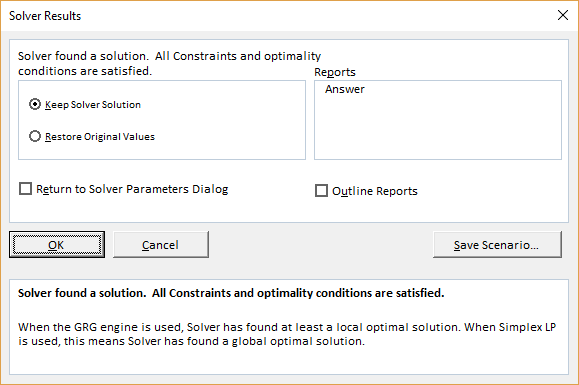 Solver Results
Solver found a solution. All Constraints and optimality
conditions are satisfied.
Reports
Answer
Keep Solver Solution
Restore Original Values
Return to Solver Parameters Dialog
Outline Reports
OK
Cancel
Save Scenario...
Solver found a solution. All Constraints and optimality conditions are satisfied.
When the GRG engine is used, Solver has found at least a local optimal solution. When Simplex LP
is used, this means Solver has found a global optimal solution.